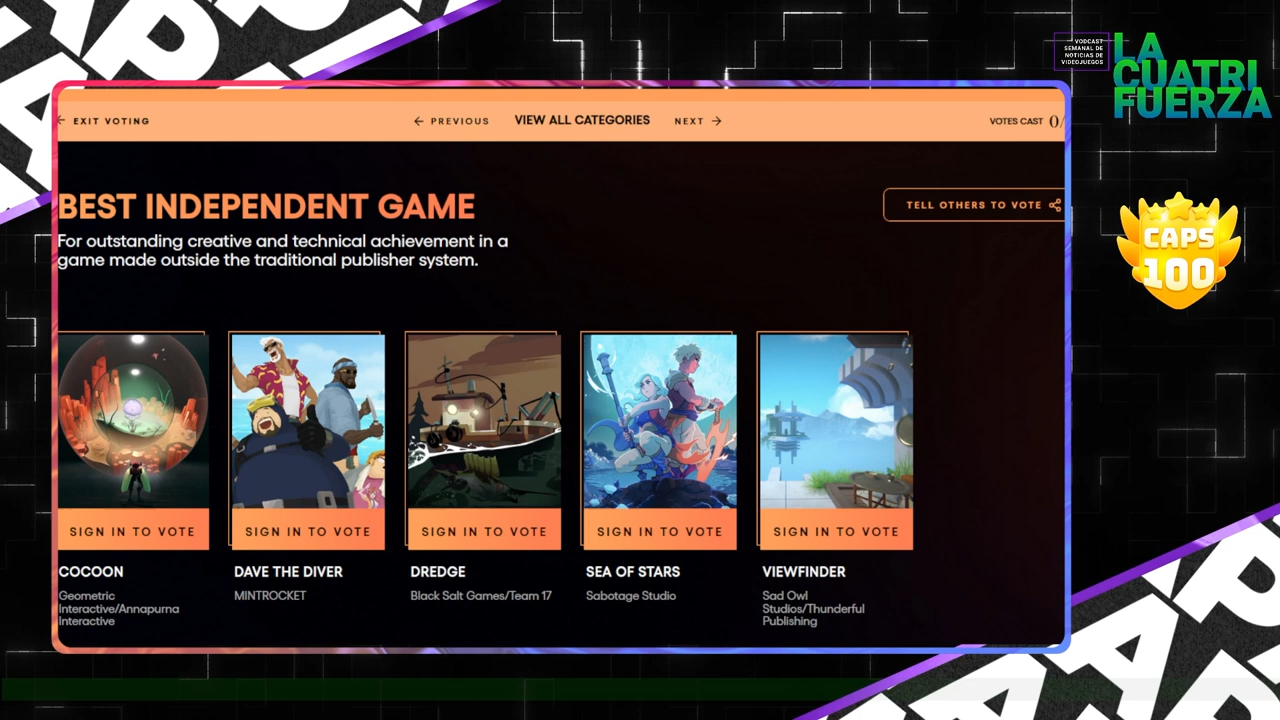 VODCAST
SEMANAL DE
NOTICIAS DE
VIDEOJUEGOS
LA
CUATRI
FUERZA
← EXIT VOTING
← PREVIOUS
VIEW ALL CATEGORIES
NEXT →
VOTES CAST 0/
BEST INDEPENDENT GAME
TELL OTHERS TO VOTE
For outstanding creative and technical achievement in a
game made outside the traditional publisher system.
CAPS
100
SIGN IN TO VOTE
SIGN IN TO VOTE
SIGN IN TO VOTE
SIGN IN TO VOTE
SIGN IN TO VOTE
COCOON
Geometric
Interactive/Annapurna
Interactive
DAVE THE DIVER
MINTROCKET
DREDGE
Black Salt Games/Team 17
SEA OF STARS
Sabotage Studio
VIEWFINDER
Sad Owl
Studios/Thunderful
Publishing